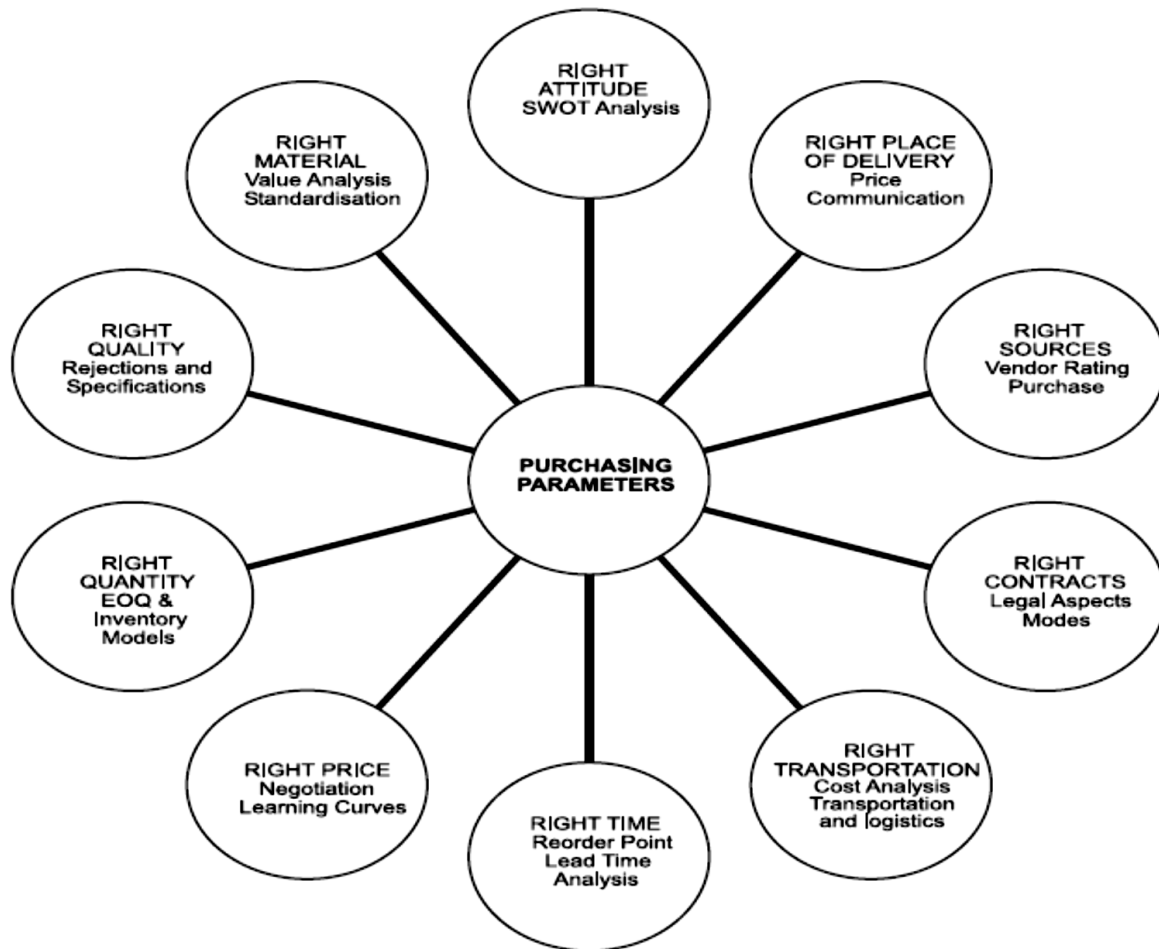 RIGHT
ATTITUDE
SWOT Analysis
RIGHT PLACE
OF DELIVERY
Price
Communication
RIGHT
SOURCES
Vendor Rating
Purchase
RIGHT
CONTRACTS
Legal Aspects
Modes
RIGHT
TRANSPORTATION
Cost Analysis
Transportation
and logistics
RIGHT TIME
Reorder Point
Lead Time
Analysis
RIGHT PRICE
Negotiation
Learning Curves
RIGHT
QUANTITY
EOQ &
Inventory
Models
RIGHT
QUALITY
Rejections and
Specifications
RIGHT
MATERIAL
Value Analysis
Standardisation
PURCHASING
PARAMETERS